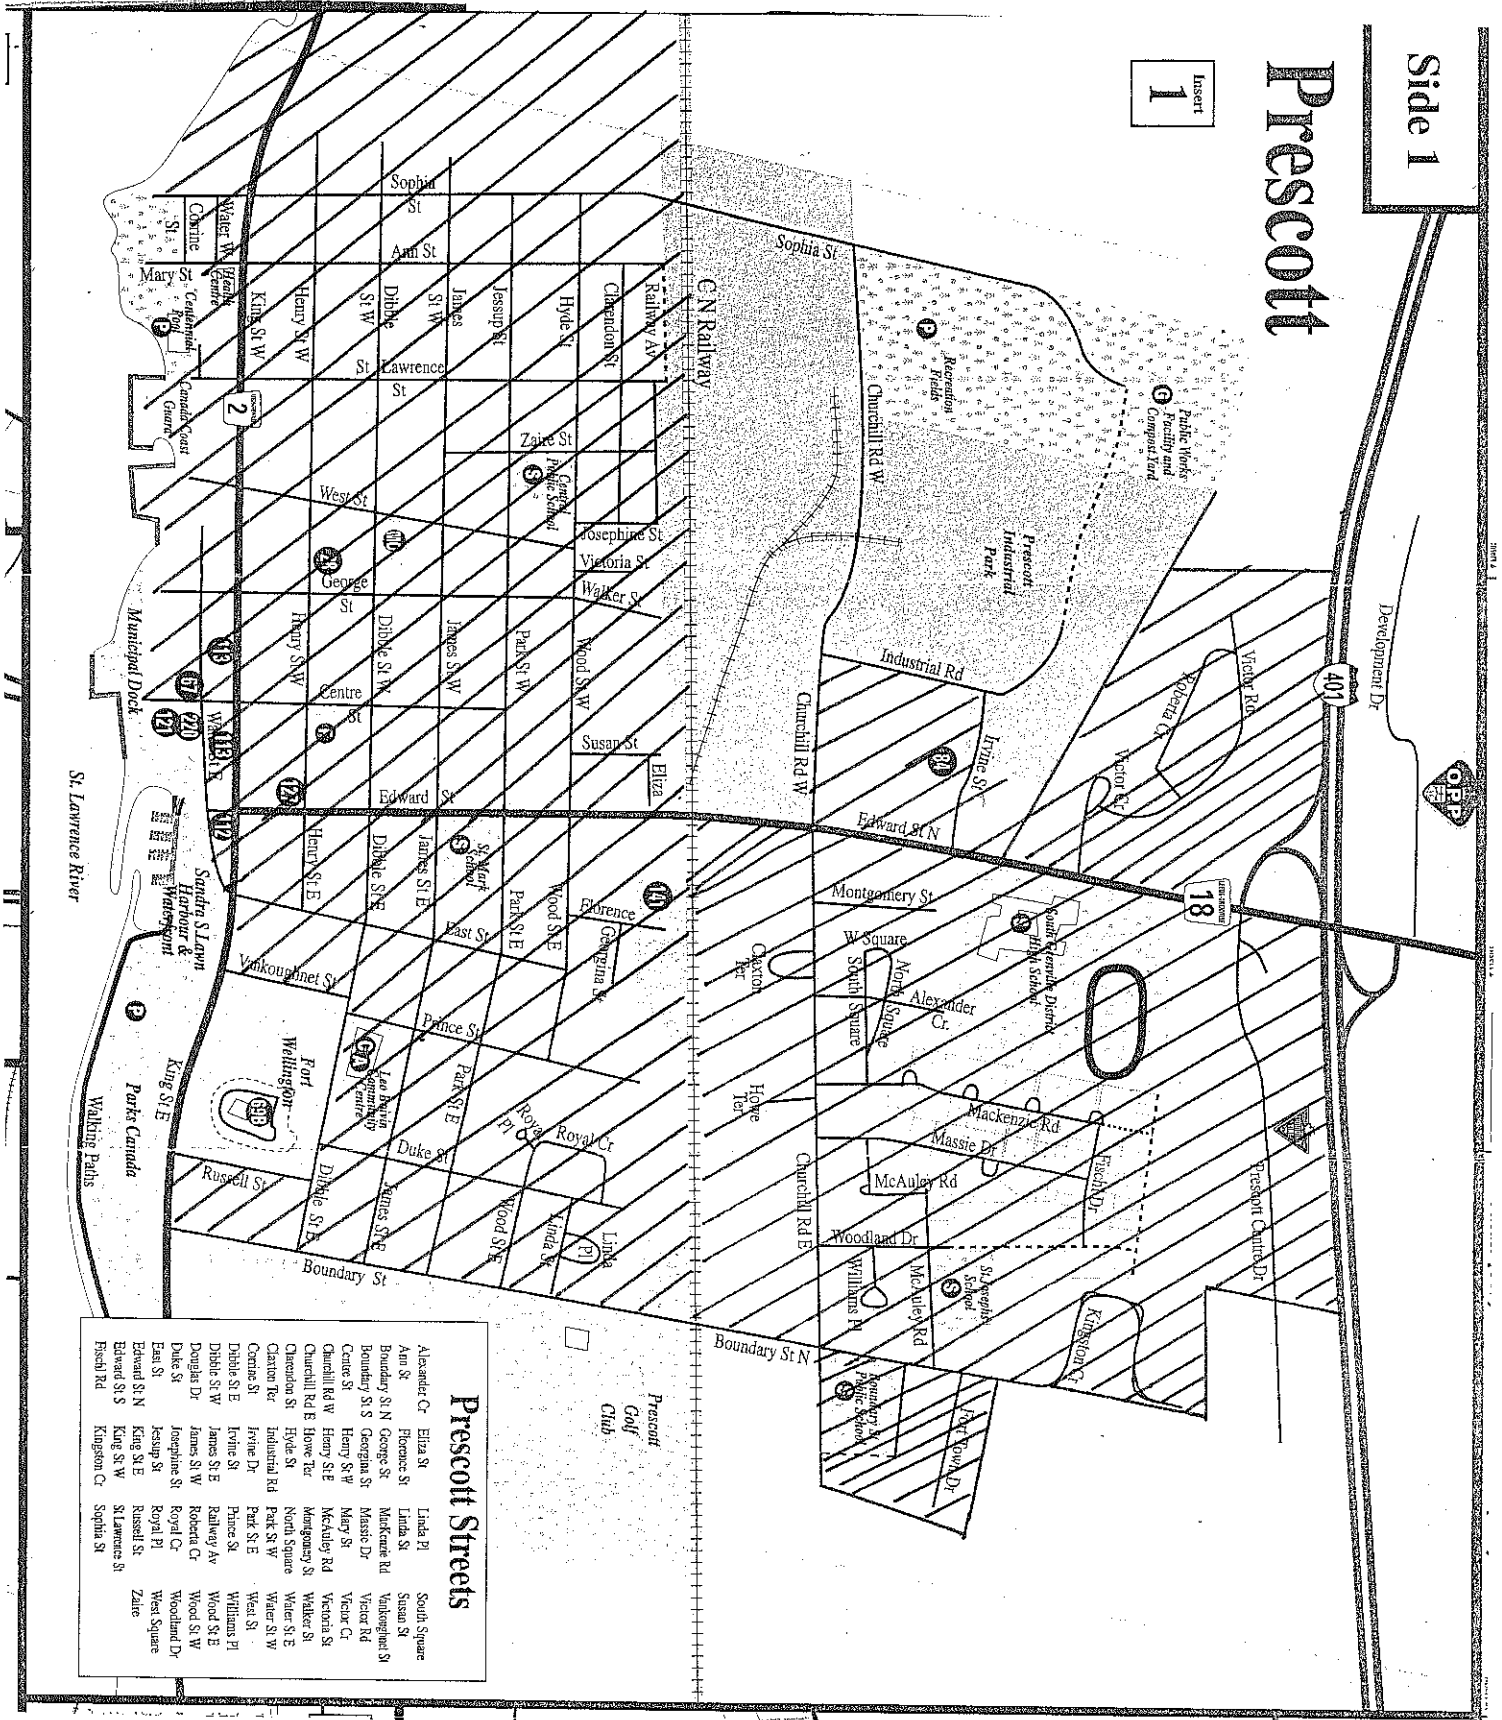 Side 1
Prescott
Insert
1
Development Dr
OPP
401
18
2
Public Works
Facility and
Compost Yard
Recreation
Fields
P
Prescott
Industrial
Park
Victor Rd
Roberta Cr
Victor Cr
Industrial Rd
Irvine St
Sophia St
Churchill Rd W
Churchill Rd W
Edward St N
Montgomery St
South Grenville District
High School
W Square
North Square
South Square
Alexander
Cr.
Claxton
Ter
Howe
Ter
Mackenzie Rd
Massie Dr
Fischl Dr
McAuley Rd
Woodland Dr
McAuley Rd
Williams Pl
St. Josephs
School
Prescott Centre Dr
Kingston Cr
Churchill Rd E
Boundary St N
Boundary St
Public School
Fort Town Dr
C N Railway
Sophia
St
Ann St
Mary St
Corrine
St.
Water W
Health
Centre
Centennial
Pool
P
King St W
Henry St W
Dibble
St W
James
St W
Jessup St
Hyde St
Clarendon St
Railway Av
St Lawrence
St
Canada Coast
Guard
Zaire St
Central
Public School
West St
Josephine St
Victoria St
Walker St
George
St
Henry St W
Dibble St W
James St W
Park St W
Wood St W
Centre
St
Susan St
Eliza
Municipal Dock
Edward St
Henry St E
Dibble St E
James St E
St. Mark
School
Park St E
Wood St E
Florence
Georgina St
East St
Vankoughnet St
Prince St
Sandra S. Lawn
Harbour &
Waterfront
St. Lawrence River
P
Parks Canada
Walking Paths
King St E
Fort
Wellington
Leo Boivin
Community
Centre
Park St E
Royal
Pl
Royal Cr
Duke St
Russell St
Dibble St E
James St E
Wood St E
Linda St
Linda
Pl
Boundary St
Prescott
Golf
Club
Prescott Streets
Alexander Cr
Ann St
Boundary St N
Boundary St S
Centre St
Churchill Rd W
Churchill Rd E
Clarendon St
Claxton Ter
Corrine St
Dibble St E
Dibble St W
Douglas Dr
Duke St
East St
Edward St N
Edward St S
Fischl Rd
Eliza St
Florence St
George St
Georgina St
Henry St W
Henry St E
Howe Ter
Hyde St
Industrial Rd
Irvine Dr
Irvine St
James St E
James St W
Josephine St
Jessup St
King St E
King St W
Kingston Cr
Linda Pl
Linda St
MacKenzie Rd
Massie Dr
Mary St
McAuley Rd
Montgomery St
North Square
Park St W
Park St E
Prince St
Railway Av
Roberta Cr
Royal Cr
Royal Pl
Russell St
St Lawrence St
Sophia St
South Square
Susan St
Vankoughnet St
Victor Rd
Victor Cr
Victoria St
Walker St
Water St E
Water St W
West St
Williams Pl
Wood St E
Wood St W
Woodland Dr
West Square
Zaire